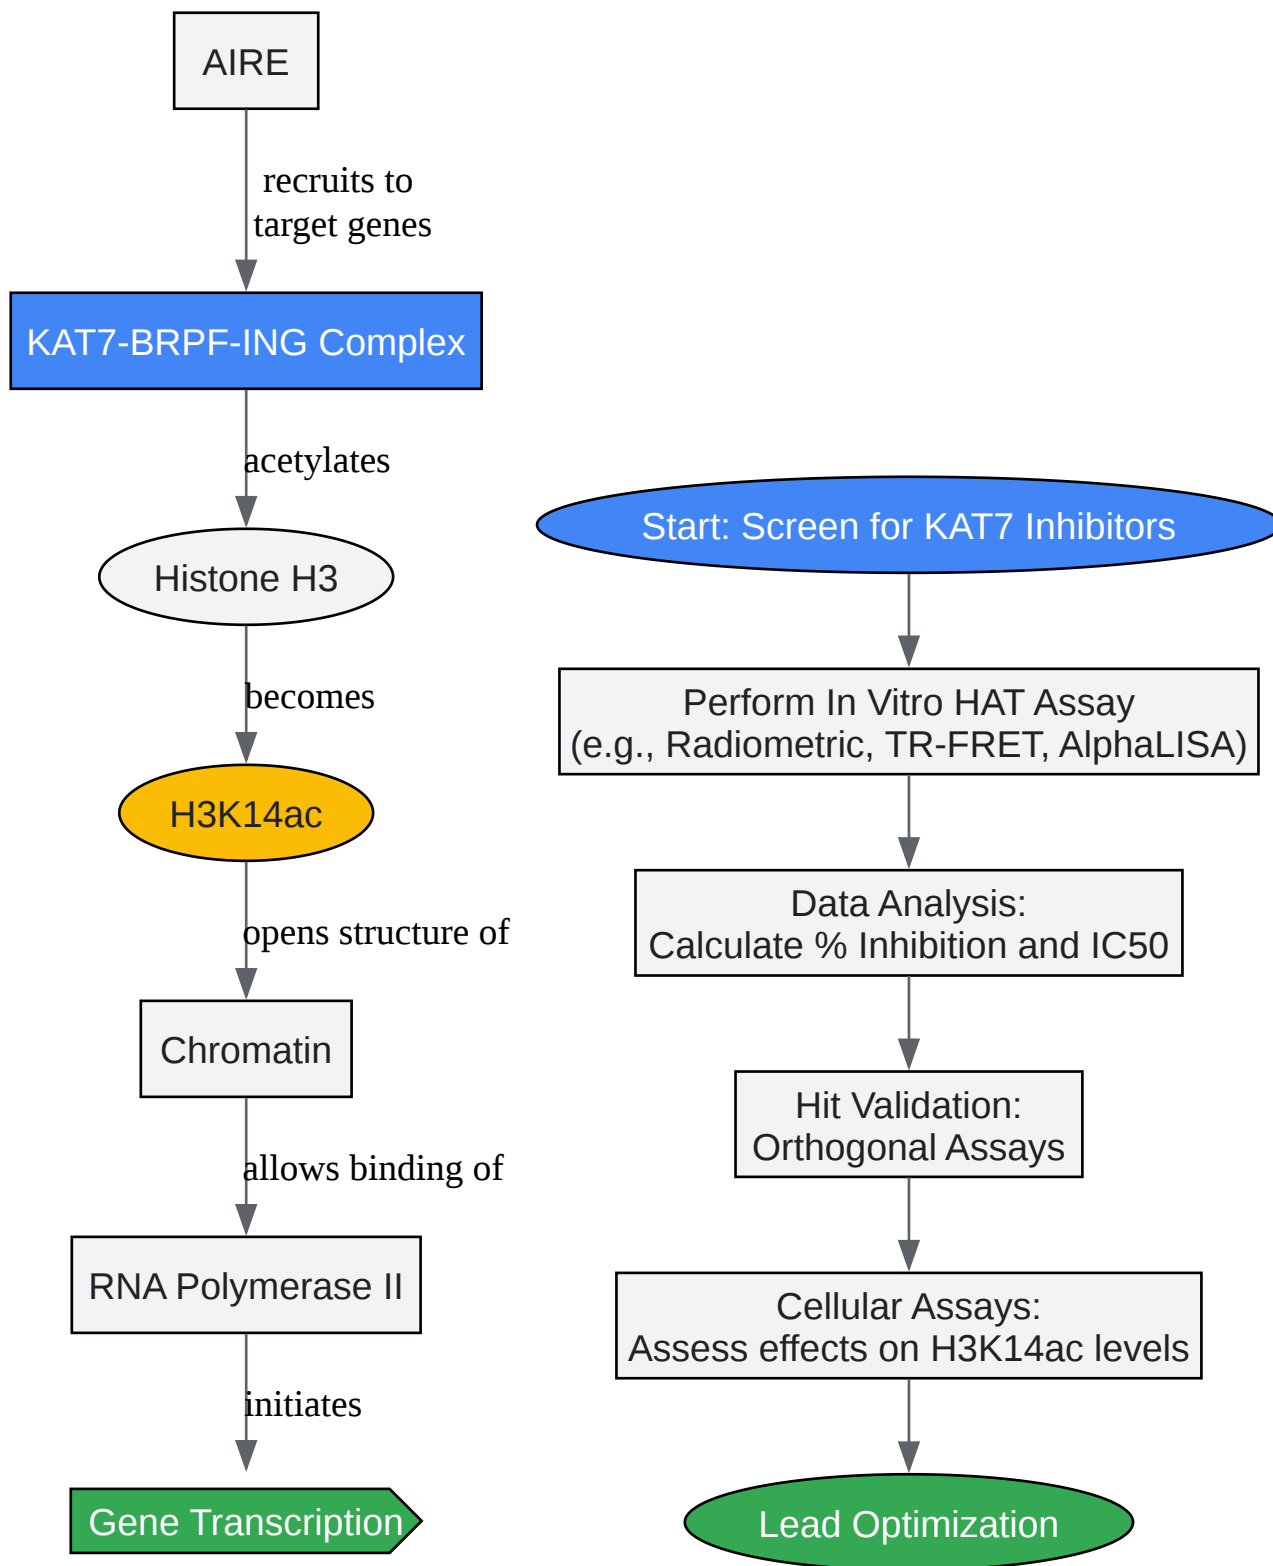 AIRE
recruits to
target genes
KAT7-BRPF-ING Complex
acetylates
Histone H3
becomes
H3K14ac
opens structure of
Chromatin
allows binding of
RNA Polymerase II
initiates
Gene Transcription
Start: Screen for KAT7 Inhibitors
Perform In Vitro HAT Assay
(e.g., Radiometric, TR-FRET, AlphaLISA)
Data Analysis:
Calculate % Inhibition and IC50
Hit Validation:
Orthogonal Assays
Cellular Assays:
Assess effects on H3K14ac levels
Lead Optimization